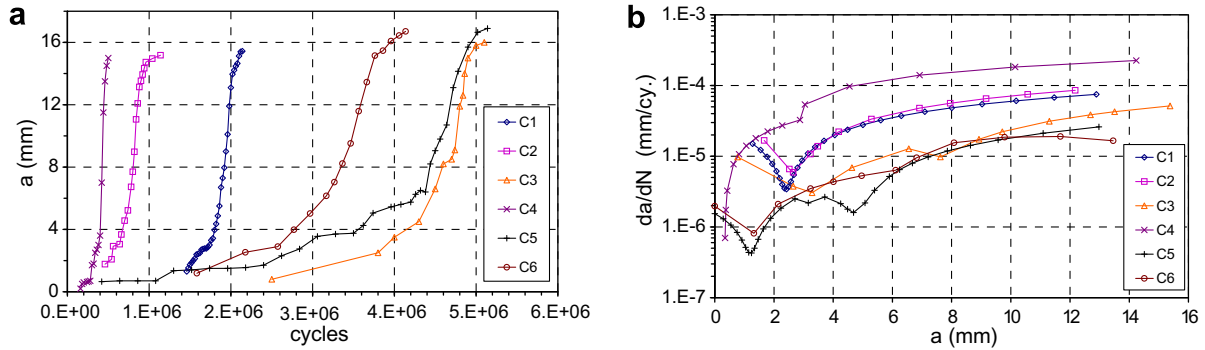 a
a (mm)
16
12
8
4
0
0.E+00
1.E+06
2.E+06
3.E+06
4.E+06
5.E+06
6.E+06
cycles
C1
C2
C4
C3
C5
C6
b
da/dN (mm/cy.)
1.E-3
1.E-4
1.E-5
1.E-6
1.E-7
0
2
4
6
8
10
12
14
16
a (mm)
C1
C2
C3
C4
C5
C6